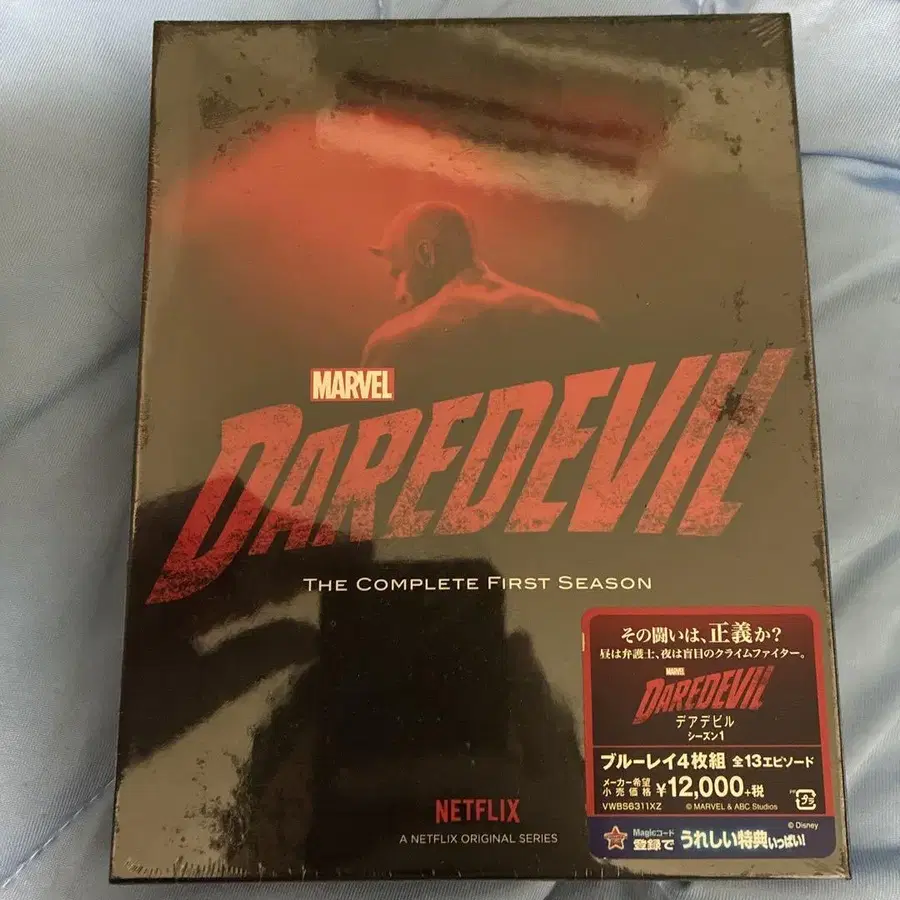 MARVEL
DAREDEVIL
THE COMPLETE FIRST SEASON
その闘いは、正義か?
昼は弁護士、夜は盲目のクライムファイター。
MARVEL
DAREDEVIL
デアデビル
シーズン1
ブルーレイ4枚組 全13エピソード
メーカー希望
小売価格 ¥12,000+税
VWBS6311XZ © MARVEL & ABC Studios
© Disney
Magicコード
登録で うれしい特典いっぱい!
NETFLIX
A NETFLIX ORIGINAL SERIES